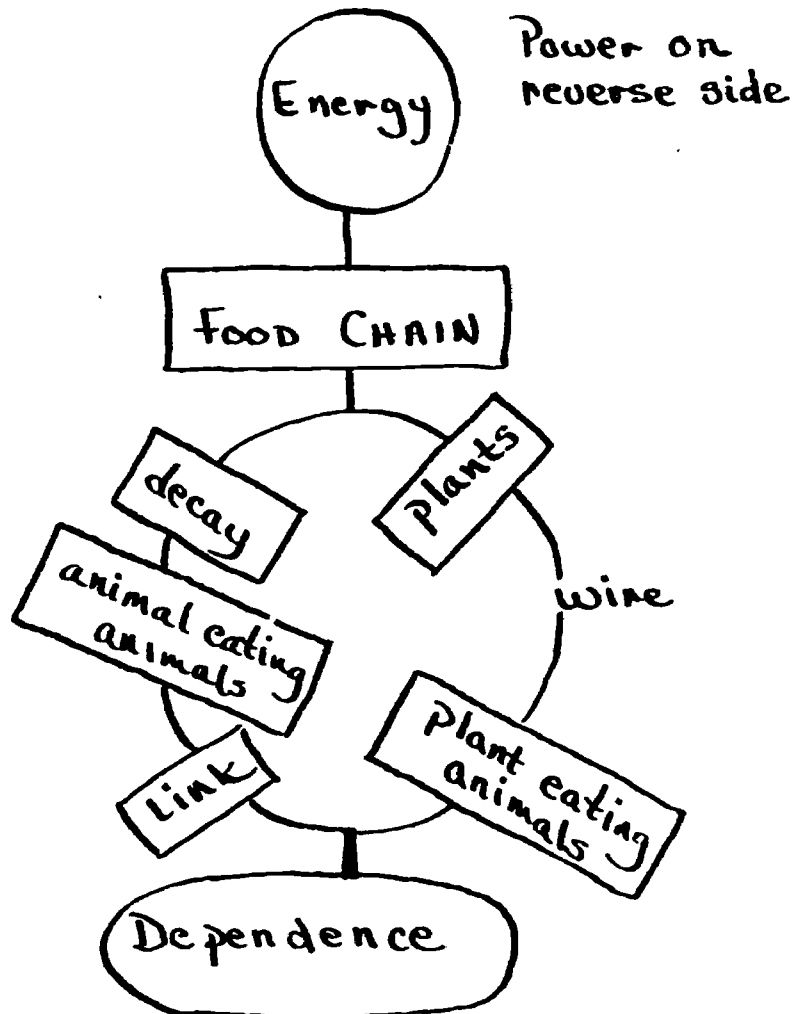 Energy
Power on
reverse side
FOOD CHAIN
decay
plants
animal eating
animals
wire
plant eating
animals
Link
Dependence